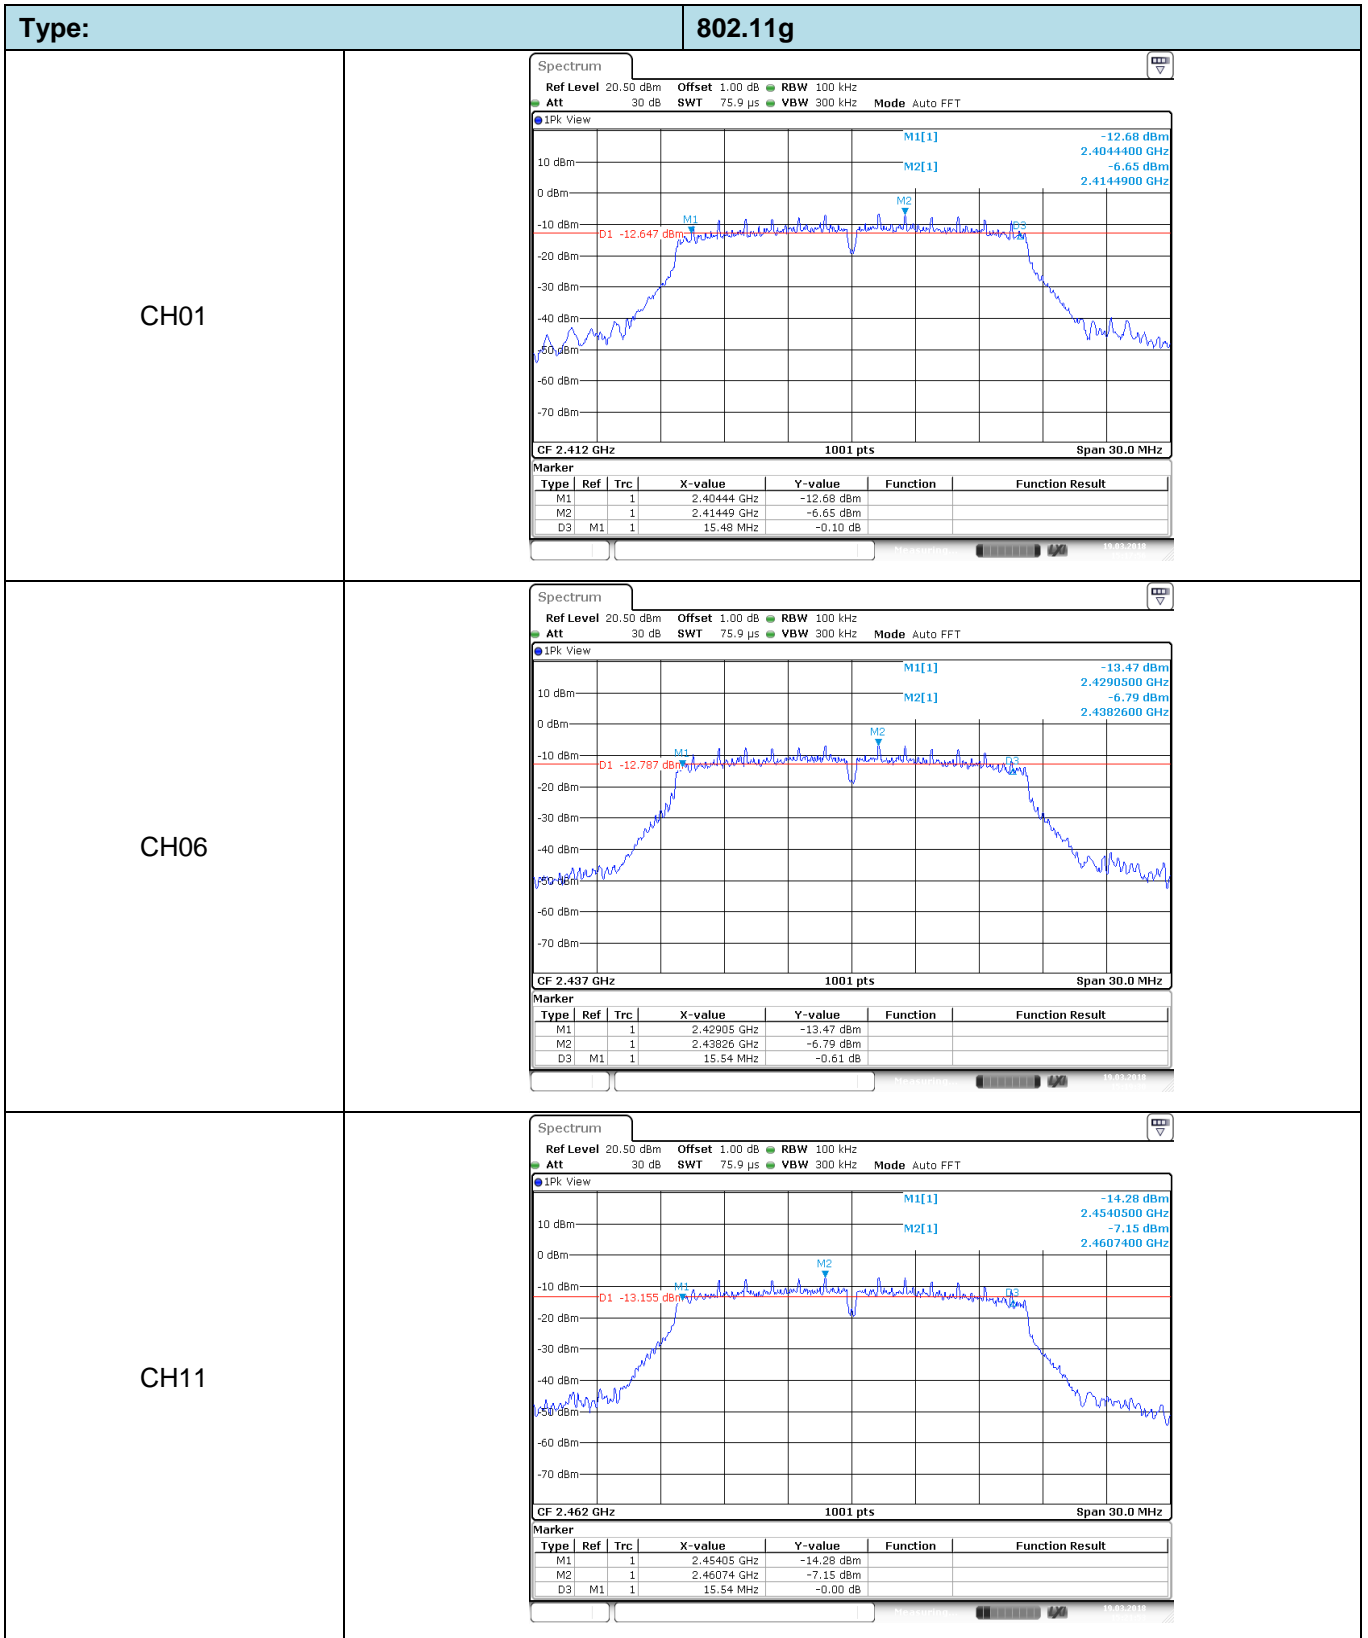 Type: 802.11g
CH01
Spectrum
Ref Level 20.50 dBm Offset 1.00 dB RBW 100 kHz
Att 30 dB SWT 75.9 µs VBW 300 kHz Mode Auto FFT
1Pk View
M1[1] -12.68 dBm
2.4044400 GHz
M2[1] -6.65 dBm
2.4144900 GHz
10 dBm
0 dBm
M2
M1
D3
-10 dBm
D1 -12.647 dBm
-20 dBm
-30 dBm
-40 dBm
-50 dBm
-60 dBm
-70 dBm
CF 2.412 GHz 1001 pts Span 30.0 MHz
Marker
Type Ref Trc X-value Y-value Function Function Result
M1 1 2.40444 GHz -12.68 dBm
M2 1 2.41449 GHz -6.65 dBm
D3 M1 1 15.48 MHz -0.10 dB
Measuring 19.03.2018
CH06
Spectrum
Ref Level 20.50 dBm Offset 1.00 dB RBW 100 kHz
Att 30 dB SWT 75.9 µs VBW 300 kHz Mode Auto FFT
1Pk View
M1[1] -13.47 dBm
2.4290500 GHz
M2[1] -6.79 dBm
2.4382600 GHz
10 dBm
0 dBm
M2
M1
D3
-10 dBm
D1 -12.787 dBm
-20 dBm
-30 dBm
-40 dBm
-50 dBm
-60 dBm
-70 dBm
CF 2.437 GHz 1001 pts Span 30.0 MHz
Marker
Type Ref Trc X-value Y-value Function Function Result
M1 1 2.42905 GHz -13.47 dBm
M2 1 2.43826 GHz -6.79 dBm
D3 M1 1 15.54 MHz -0.61 dB
Measuring 19.03.2018
CH11
Spectrum
Ref Level 20.50 dBm Offset 1.00 dB RBW 100 kHz
Att 30 dB SWT 75.9 µs VBW 300 kHz Mode Auto FFT
1Pk View
M1[1] -14.28 dBm
2.4540500 GHz
M2[1] -7.15 dBm
2.4607400 GHz
10 dBm
0 dBm
M2
M1
D3
-10 dBm
D1 -13.155 dBm
-20 dBm
-30 dBm
-40 dBm
-50 dBm
-60 dBm
-70 dBm
CF 2.462 GHz 1001 pts Span 30.0 MHz
Marker
Type Ref Trc X-value Y-value Function Function Result
M1 1 2.45405 GHz -14.28 dBm
M2 1 2.46074 GHz -7.15 dBm
D3 M1 1 15.54 MHz -0.00 dB
Measuring 19.03.2018